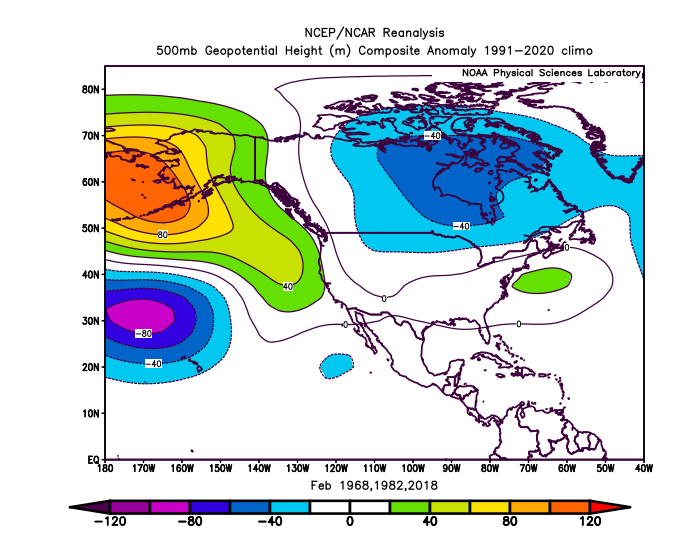 NCEP/NCAR Reanalysis
500mb Geopotential Height (m) Composite Anomaly 1991-2020 climo
NOAA Physical Sciences Laboratory
80N
70N
60N
50N
40N
30N
20N
10N
EQ
-40
-40
80
0
40
0
0
0
-80
-40
180 170W 160W 150W 140W 130W 120W 110W 100W 90W 80W 70W 60W 50W 40W
Feb 1968,1982,2018
-120 -80 -40 0 40 80 120